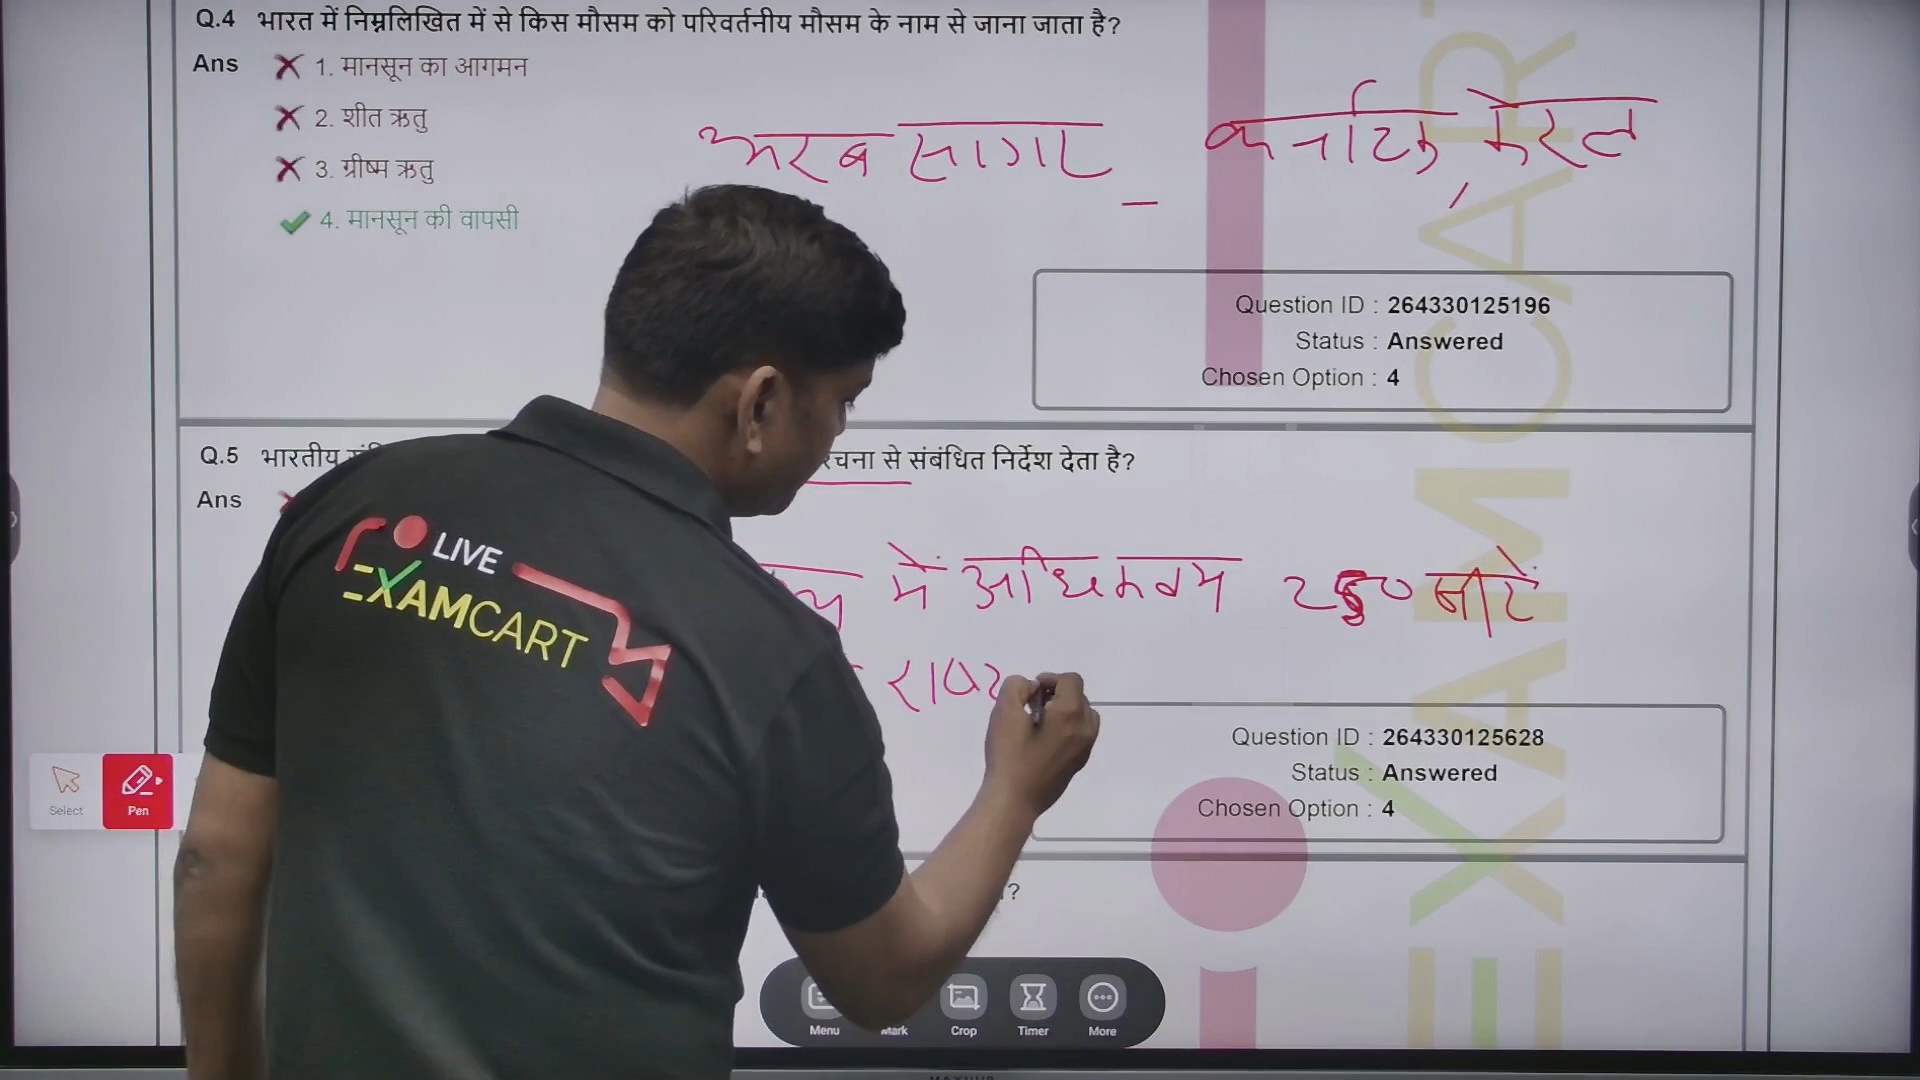 Q.4 भारत में निम्नलिखित में से किस मौसम को परिवर्तनीय मौसम के नाम से जाना जाता है?
Ans 1. मानसून का आगमन
2. शीत ऋतु
3. ग्रीष्म ऋतु
4. मानसून की वापसी
अरब सागर - कर्नाटक, केरल
Question ID : 264330125196
Status : Answered
Chosen Option : 4
Q.5 भारतीय रचना से संबंधित निर्देश देता है?
Ans
में अधिकतम 250 सीटें
Question ID : 264330125628
Status : Answered
Chosen Option : 4
?
LIVE
EXAMCART
Select
Pen
Menu
Mark
Crop
Timer
More
EXAMCART